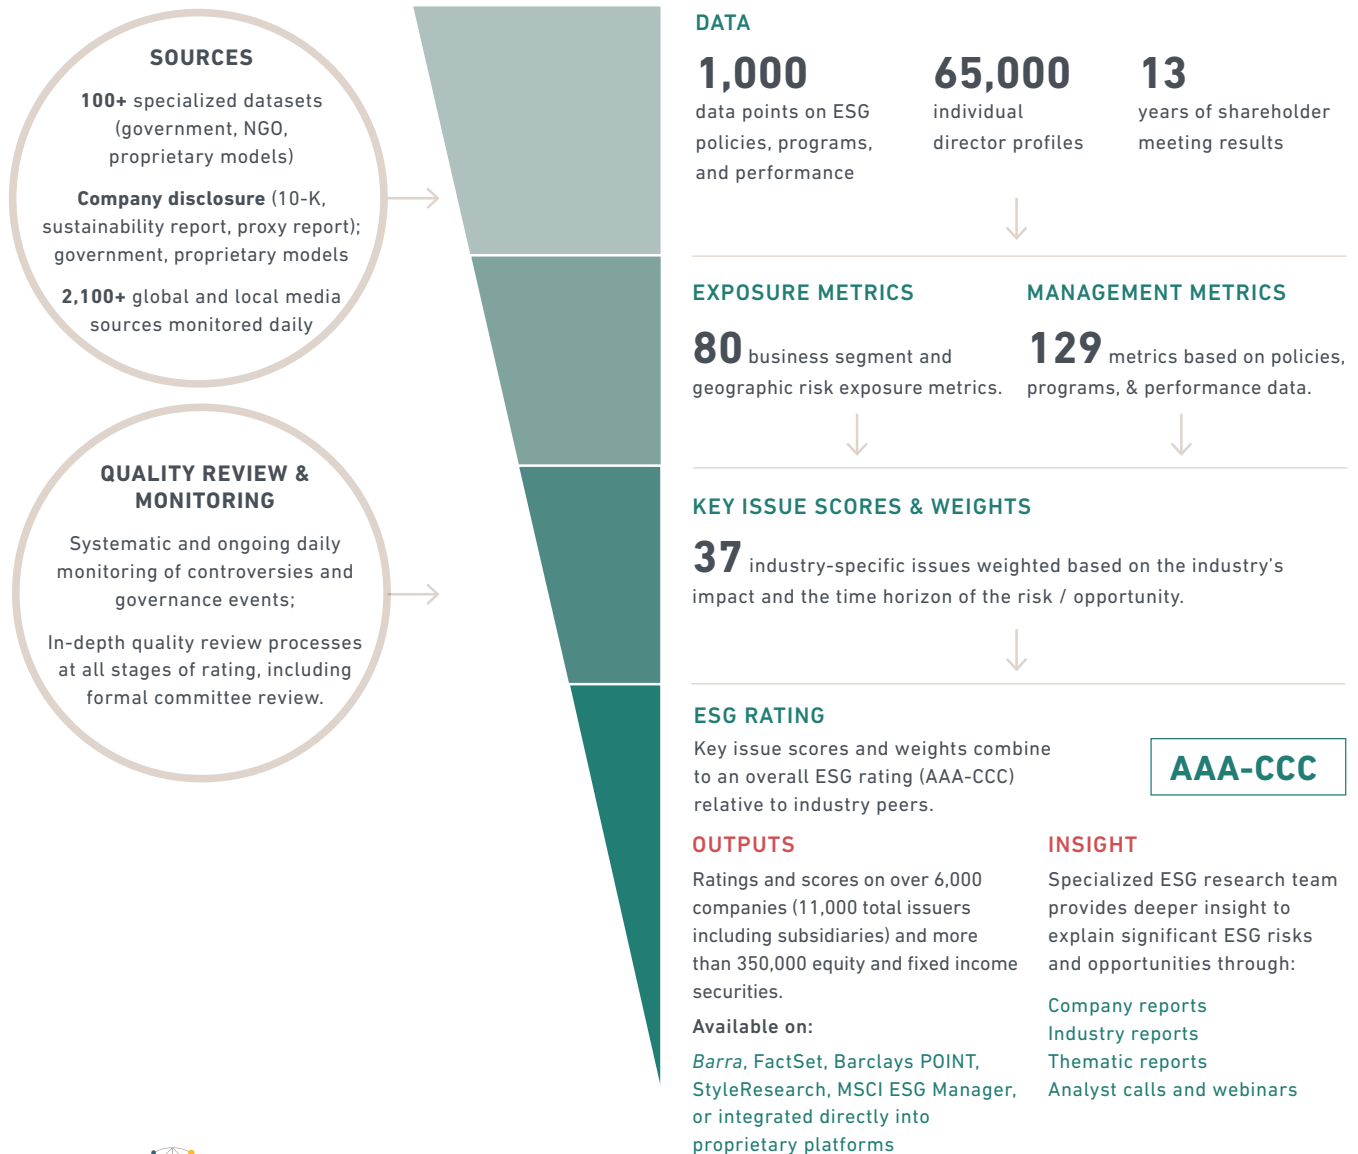 SOURCES
100+ specialized datasets
(government, NGO,
proprietary models)
Company disclosure (10-K,
sustainability report, proxy report);
government, proprietary models
2,100+ global and local media
sources monitored daily
QUALITY REVIEW &
MONITORING
Systematic and ongoing daily
monitoring of controversies and
governance events;
In-depth quality review processes
at all stages of rating, including
formal committee review.
DATA
1,000
data points on ESG
policies, programs,
and performance
65,000
individual
director profiles
13
years of shareholder
meeting results
EXPOSURE METRICS
80 business segment and
geographic risk exposure metrics.
MANAGEMENT METRICS
129 metrics based on policies,
programs, & performance data.
KEY ISSUE SCORES & WEIGHTS
37 industry-specific issues weighted based on the industry's
impact and the time horizon of the risk / opportunity.
ESG RATING
Key issue scores and weights combine
to an overall ESG rating (AAA-CCC)
relative to industry peers.
AAA-CCC
OUTPUTS
Ratings and scores on over 6,000
companies (11,000 total issuers
including subsidiaries) and more
than 350,000 equity and fixed income
securities.
Available on:
Barra, FactSet, Barclays POINT,
StyleResearch, MSCI ESG Manager,
or integrated directly into
proprietary platforms
INSIGHT
Specialized ESG research team
provides deeper insight to
explain significant ESG risks
and opportunities through:
Company reports
Industry reports
Thematic reports
Analyst calls and webinars